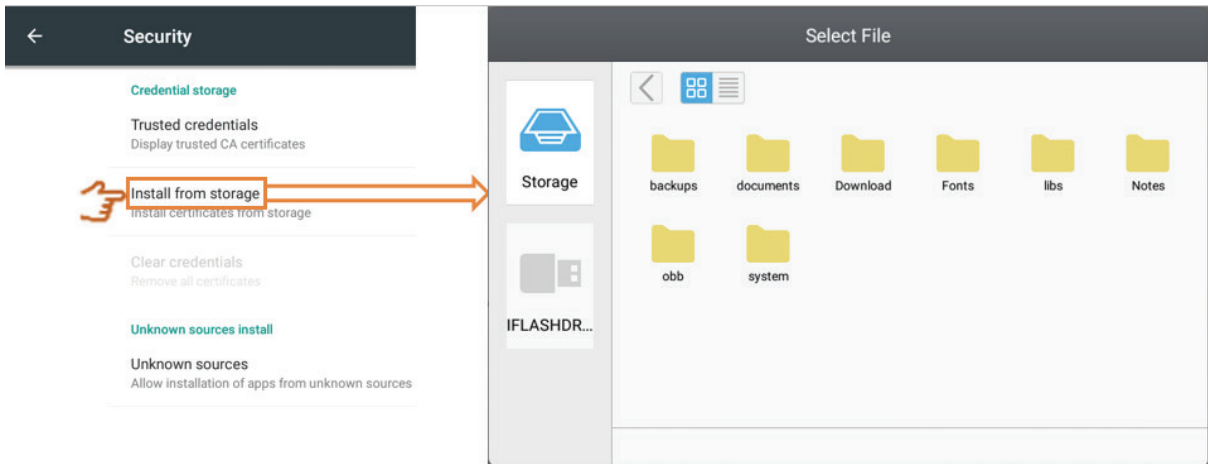 Security
Credential storage
Trusted credentials
Display trusted CA certificates
Install from storage
Install certificates from storage
Clear credentials
Remove all certificates
Unknown sources install
Unknown sources
Allow installation of apps from unknown sources
Select File
Storage
IFLASHDR...
backups documents Download Fonts libs Notes
obb system